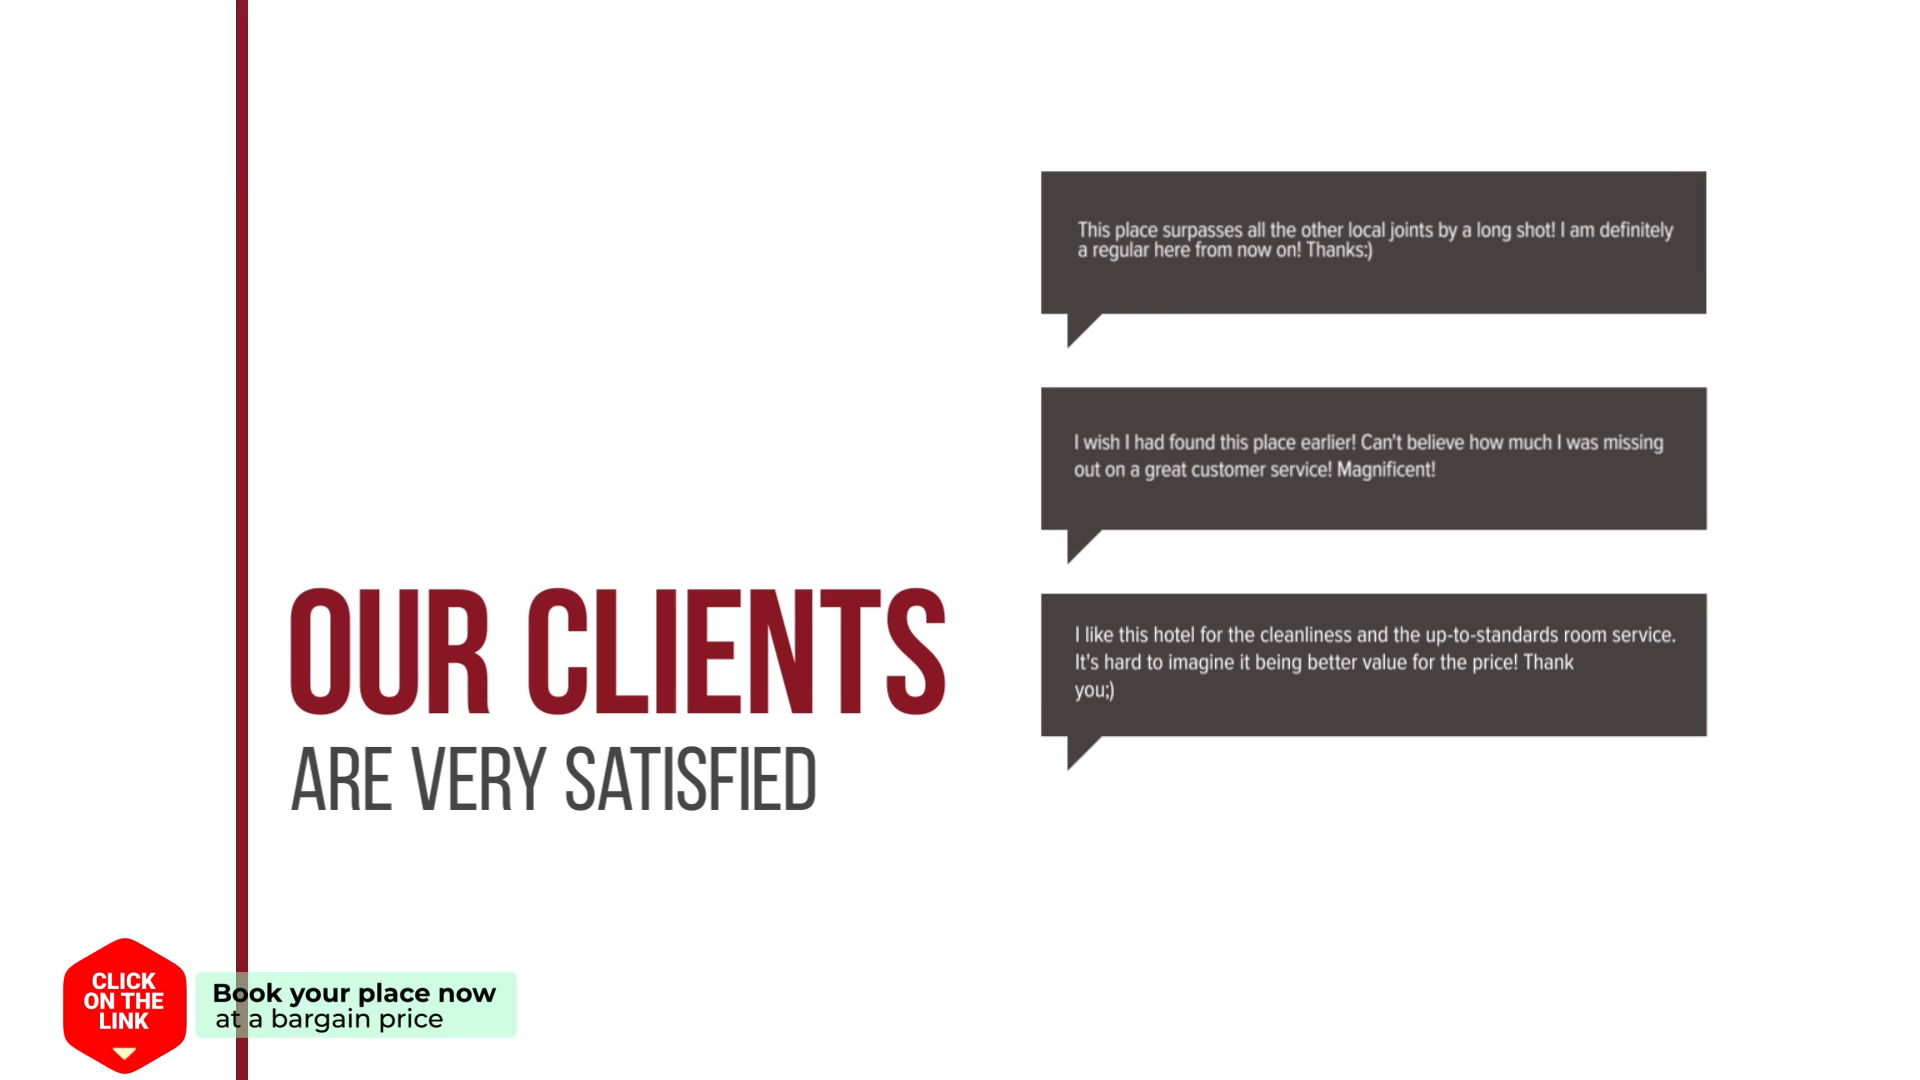 This place surpasses all the other local joints by a long shot! I am definitely
a regular here from now on! Thanks:)
I wish I had found this place earlier! Can't believe how much I was missing
out on a great customer service! Magnificent!
I like this hotel for the cleanliness and the up-to-standards room service.
It's hard to imagine it being better value for the price! Thank
you;)
OUR CLIENTS
ARE VERY SATISFIED
CLICK
ON THE
LINK
Book your place now
at a bargain price